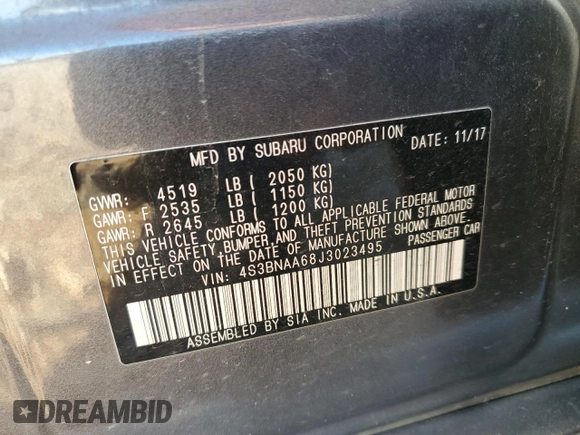 MFD BY SUBARU CORPORATION DATE: 11/17
GVWR: 4519 LB ( 2050 KG)
GAWR: F 2535 LB ( 1150 KG)
GAWR: R 2645 LB ( 1200 KG)
THIS VEHICLE CONFORMS TO ALL APPLICABLE FEDERAL MOTOR
VEHICLE SAFETY, BUMPER, AND THEFT PREVENTION STANDARDS
IN EFFECT ON THE DATE OF MANUFACTURE SHOWN ABOVE.
VIN: 4S3BNAA68J3023495 PASSENGER CAR
ASSEMBLED BY SIA INC. MADE IN U.S.A.
DREAMBID